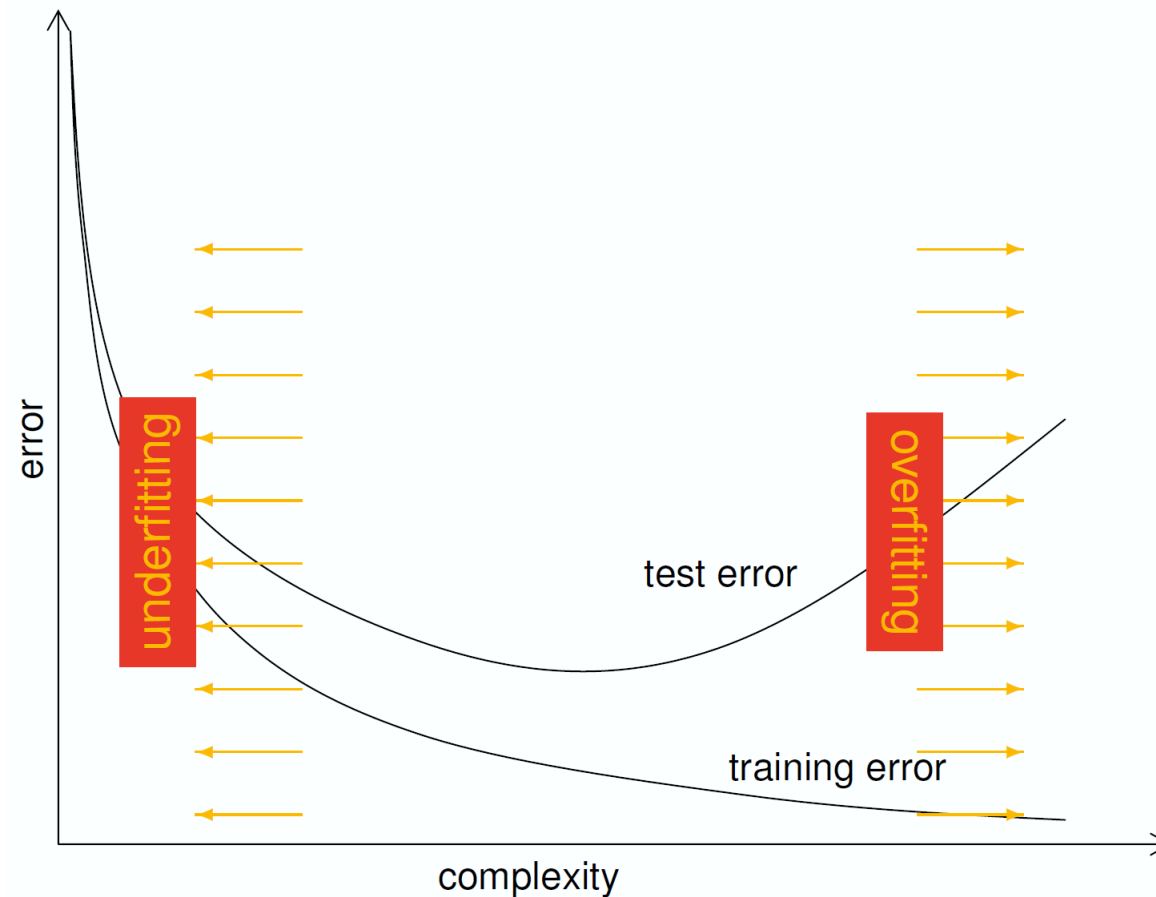 error
underfitting
overfitting
test error
training error
complexity